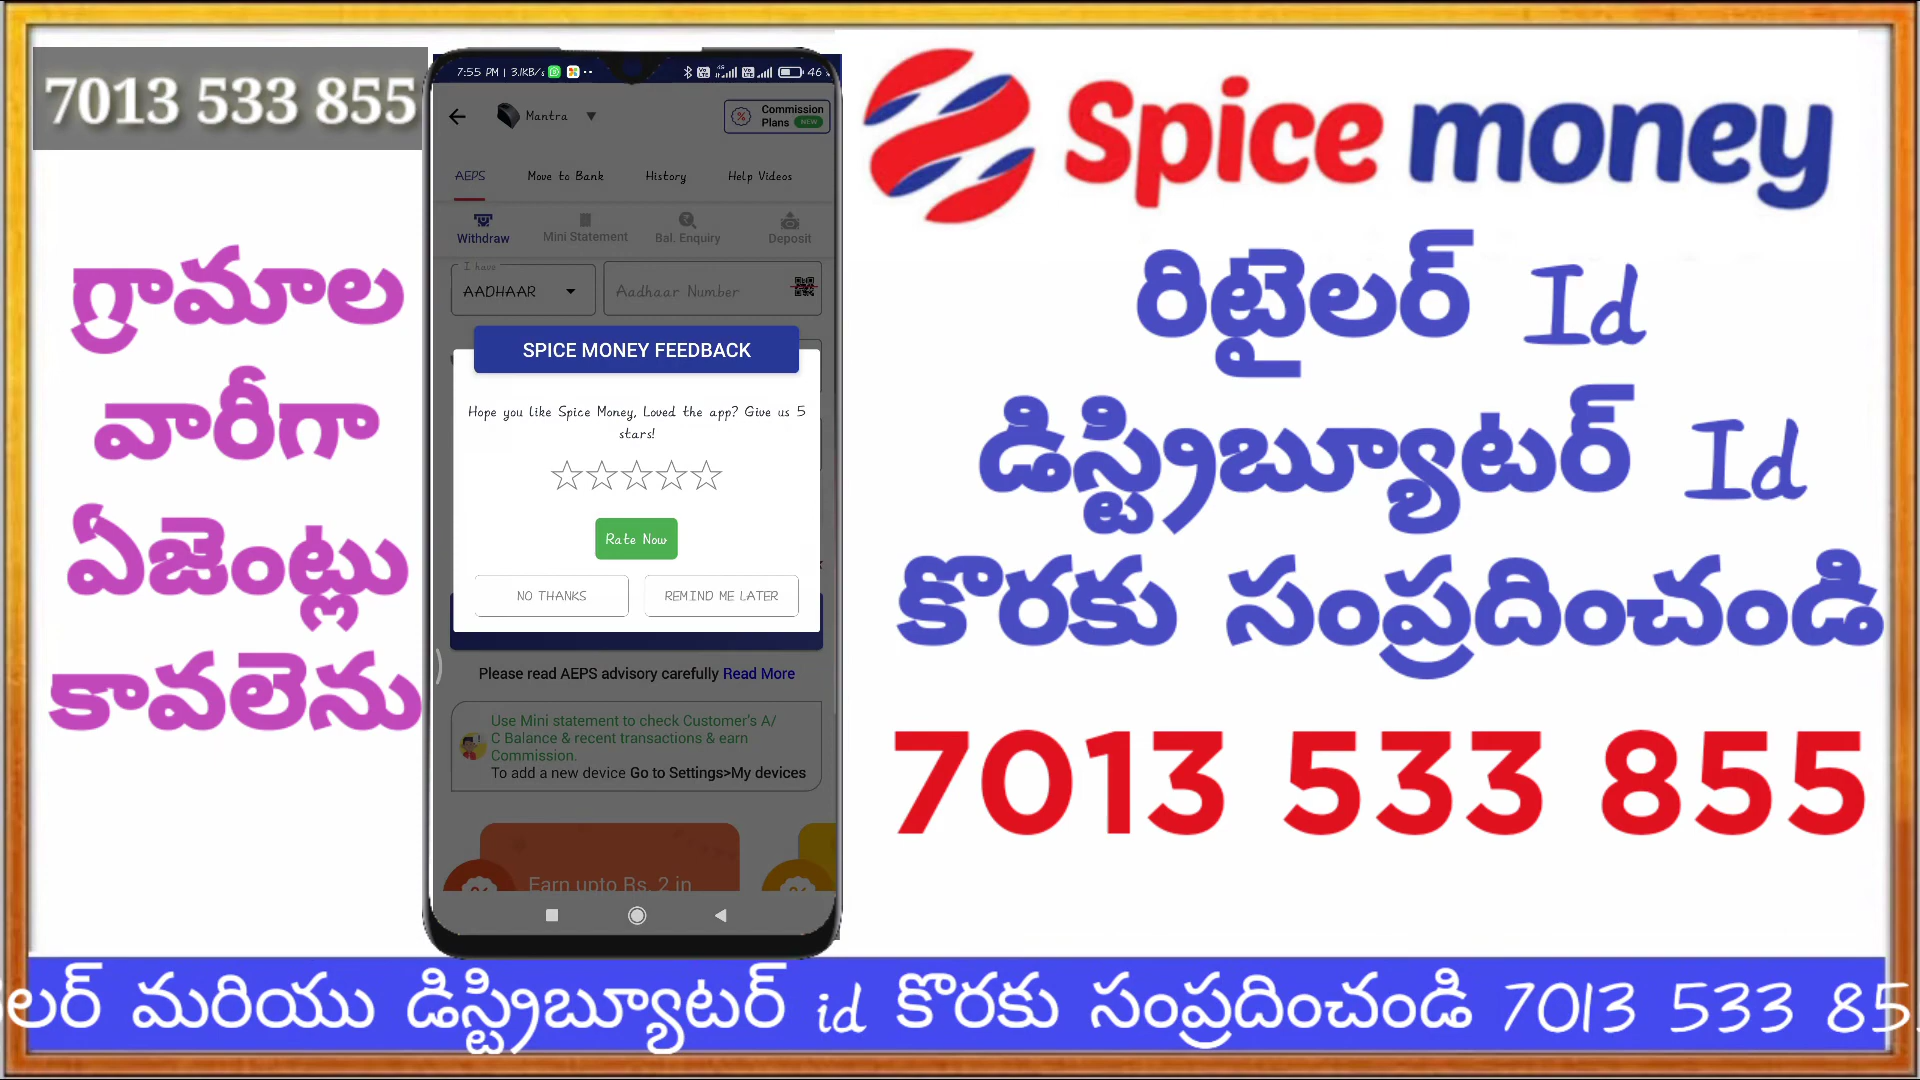 7013 533 855
గ్రామాల
వారీగా
ఏజెంట్లు
కావలెను
7:55 PM | 3.1KB/s
46
Mantra
Commission
Plans NEW
AEPS Move to Bank History Help Videos
Withdraw Mini Statement Bal. Enquiry Deposit
I have
AADHAAR Aadhaar Number
SPICE MONEY FEEDBACK
Hope you like Spice Money, Loved the app? Give us 5
stars!
Rate Now
NO THANKS REMIND ME LATER
Please read AEPS advisory carefully Read More
Use Mini statement to check Customer's A/
C Balance & recent transactions & earn
Commission.
To add a new device Go to Settings>My devices
Earn upto Rs. 2 in
Spice money
రిటైలర్ Id
డిస్ట్రిబ్యూటర్ Id
కొరకు సంప్రదించండి
7013 533 855
లర్ మరియు డిస్ట్రిబ్యూటర్ id కొరకు సంప్రదించండి 7013 533 85